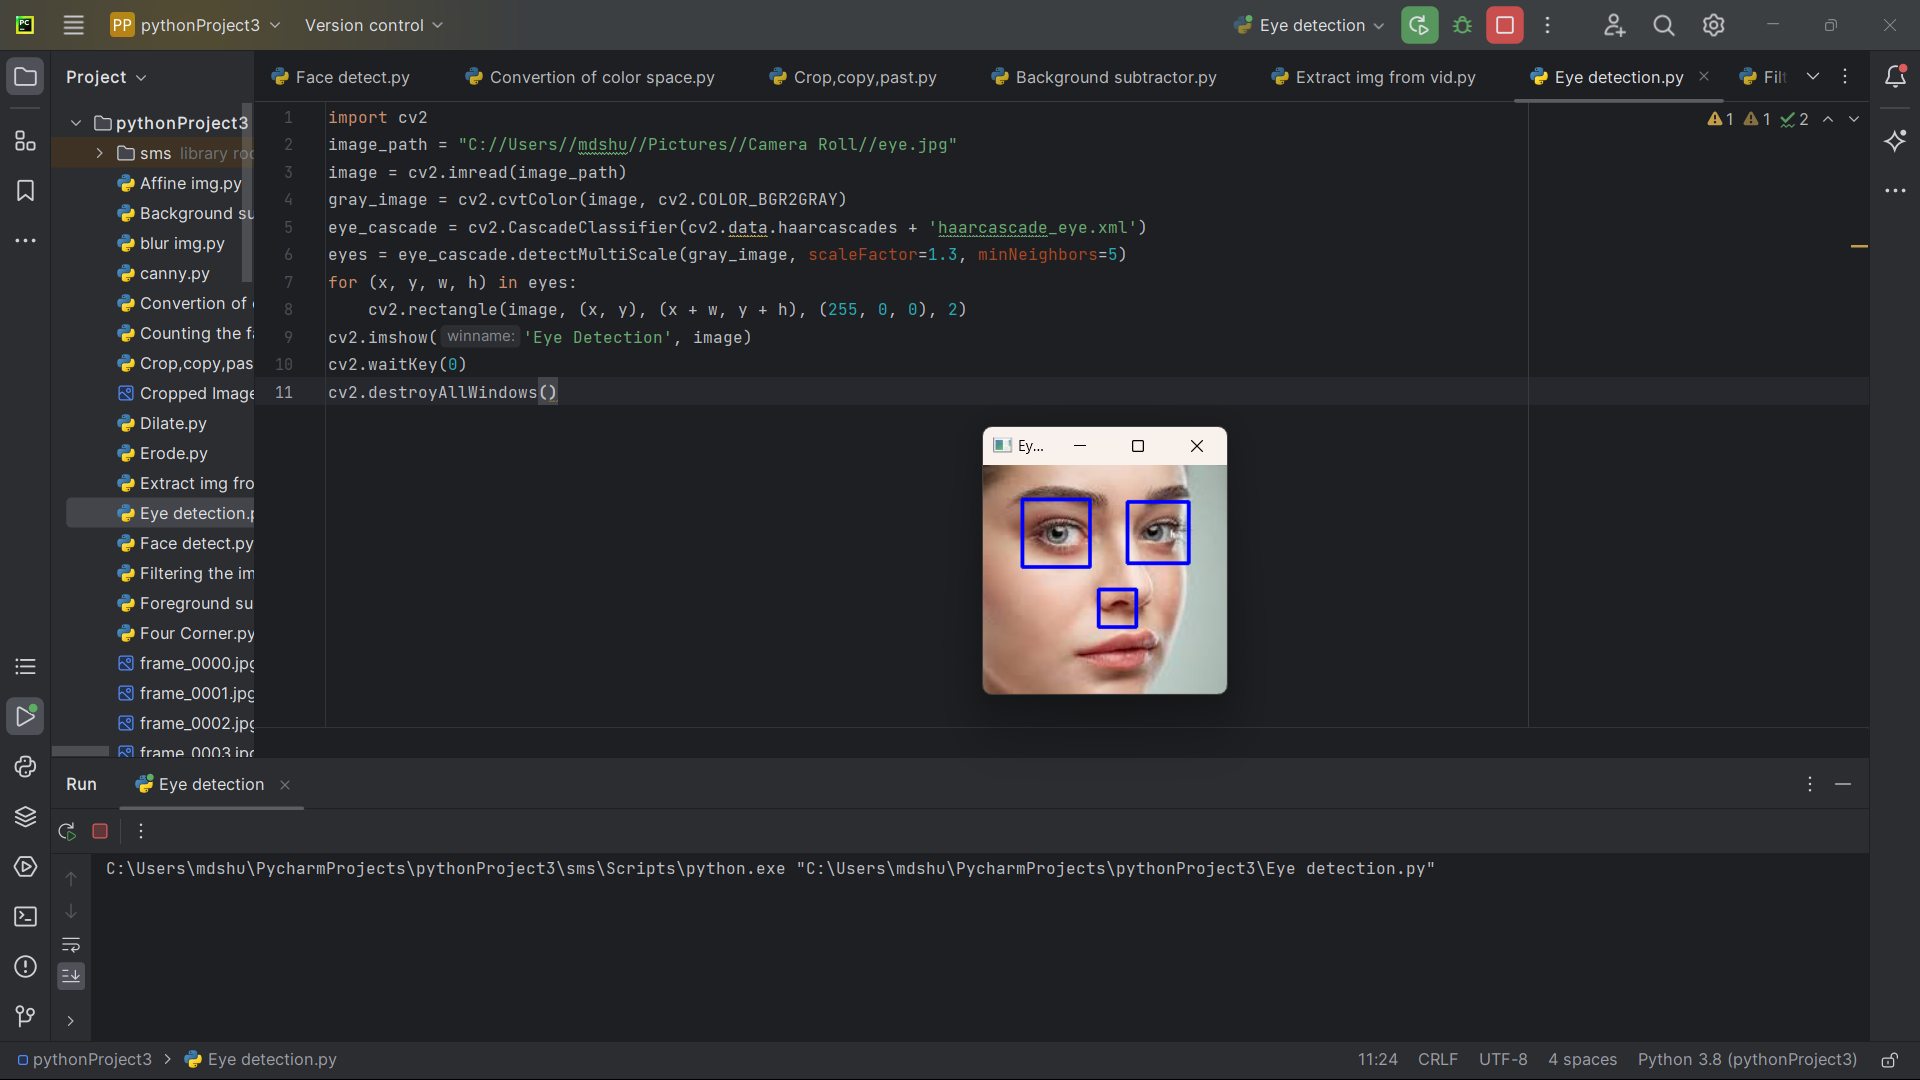 PC
PP pythonProject3
Version control
Eye detection
Project
Face detect.py
Convertion of color space.py
Crop,copy,past.py
Background subtractor.py
Extract img from vid.py
Eye detection.py
Filt
pythonProject3
sms library roo
Affine img.py
Background su
blur img.py
canny.py
Convertion of c
Counting the fa
Crop,copy,pas
Cropped Image
Dilate.py
Erode.py
Extract img fro
Eye detection.p
Face detect.py
Filtering the im
Foreground su
Four Corner.py
frame_0000.jpg
frame_0001.jpg
frame_0002.jpg
frame_0003.jpg
1 import cv2
2 image_path = "C://Users//mdshu//Pictures//Camera Roll//eye.jpg"
3 image = cv2.imread(image_path)
4 gray_image = cv2.cvtColor(image, cv2.COLOR_BGR2GRAY)
5 eye_cascade = cv2.CascadeClassifier(cv2.data.haarcascades + 'haarcascade_eye.xml')
6 eyes = eye_cascade.detectMultiScale(gray_image, scaleFactor=1.3, minNeighbors=5)
7 for (x, y, w, h) in eyes:
8 cv2.rectangle(image, (x, y), (x + w, y + h), (255, 0, 0), 2)
9 cv2.imshow( winname: 'Eye Detection', image)
10 cv2.waitKey(0)
11 cv2.destroyAllWindows()
1 1 2
Ey...
Run
Eye detection
C:\Users\mdshu\PycharmProjects\pythonProject3\sms\Scripts\python.exe "C:\Users\mdshu\PycharmProjects\pythonProject3\Eye detection.py"
pythonProject3 > Eye detection.py
11:24 CRLF UTF-8 4 spaces Python 3.8 (pythonProject3)